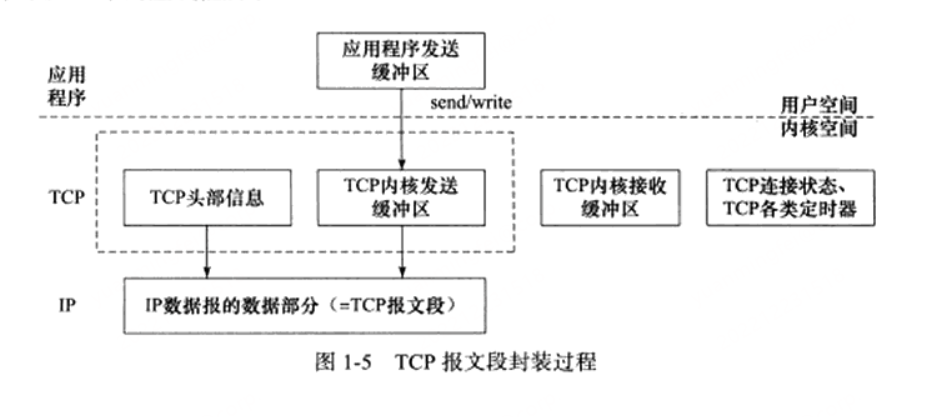 应用程序发送
缓冲区
应用
程序
send/write
用户空间
内核空间
TCP
TCP头部信息
TCP内核发送
缓冲区
TCP内核接收
缓冲区
TCP连接状态、
TCP各类定时器
IP
IP数据报的数据部分（=TCP报文段）
图 1-5 TCP 报文段封装过程